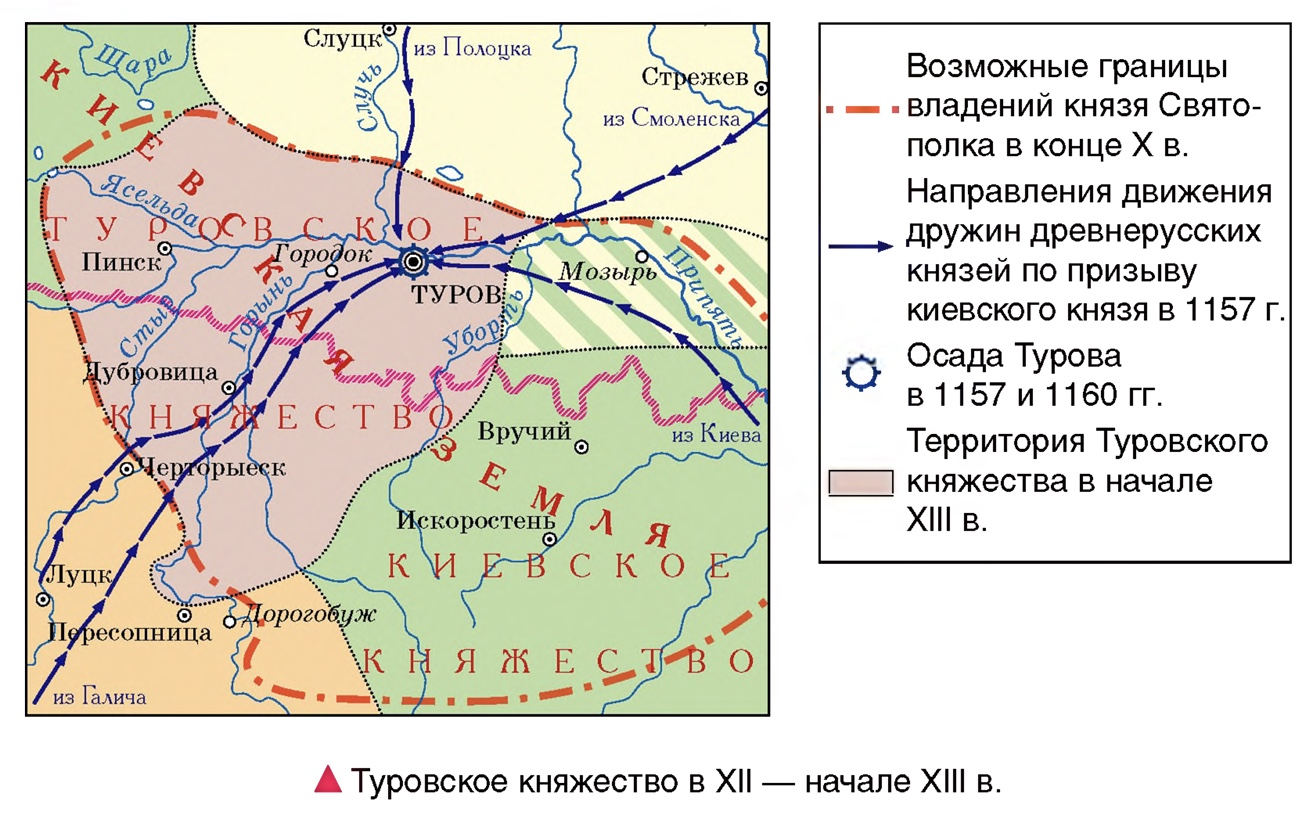 Слуцк
из Полоцка
Щара
Случь
Стрежев
из Смоленска
КИЕВСКАЯ
Ясельда
ТУРОВСКОЕ
Пинск
Городок
Мозырь
Припять
ТУРОВ
Стырь
Горынь
Уборть
Дубровица
КНЯЖЕСТВО
Вручий
из Киева
Черторыеск
ЗЕМЛЯ
Искоростень
КИЕВСКОЕ
Луцк
Дорогобуж
Пересопница
КНЯЖЕСТВО
из Галича
Возможные границы
владений князя Свято-
полка в конце X в.
Направления движения
дружин древнерусских
князей по призыву
киевского князя в 1157 г.
Осада Турова
в 1157 и 1160 гг.
Территория Туровского
княжества в начале
XIII в.
Туровское княжество в XII — начале XIII в.